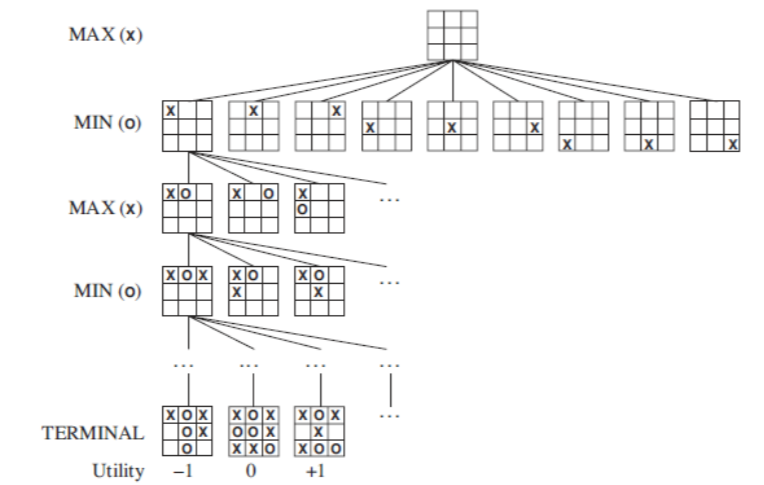 MAX (x)
MIN (o)
x x x x x x x x x
MAX (x)
x o x o x
o
...
MIN (o)
x o x x o x o
x x
...
... ... ... ...
TERMINAL
x o x x o x x o x
o x o o x x
o x x o x o o
...
Utility −1 0 +1